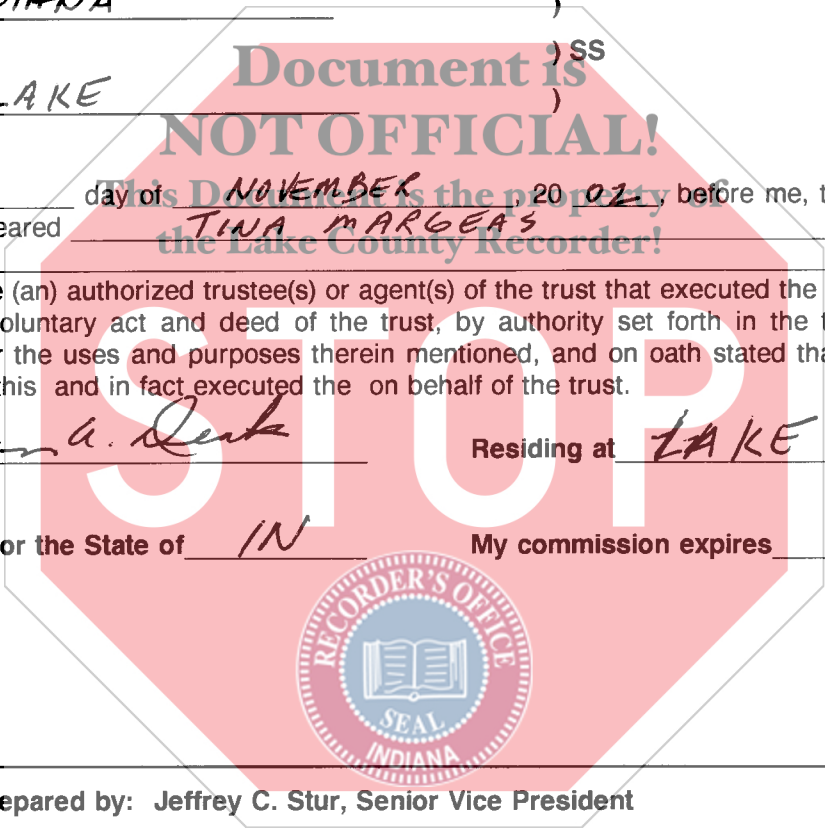 DIANA )
) SS
LAKE )
Document is
NOT OFFICIAL!
This Document is the property of
the Lake County Recorder!
day of NOVEMBER, 20 02, before me, t
eared TINA MARGEAS
e (an) authorized trustee(s) or agent(s) of the trust that executed the
oluntary act and deed of the trust, by authority set forth in the t
r the uses and purposes therein mentioned, and on oath stated tha
this and in fact executed the on behalf of the trust.
a.
Residing at LAKE
or the State of IN
My commission expires
STOP
RECORDER'S OFFICE
SEAL
INDIANA
epared by: Jeffrey C. Stur, Senior Vice President